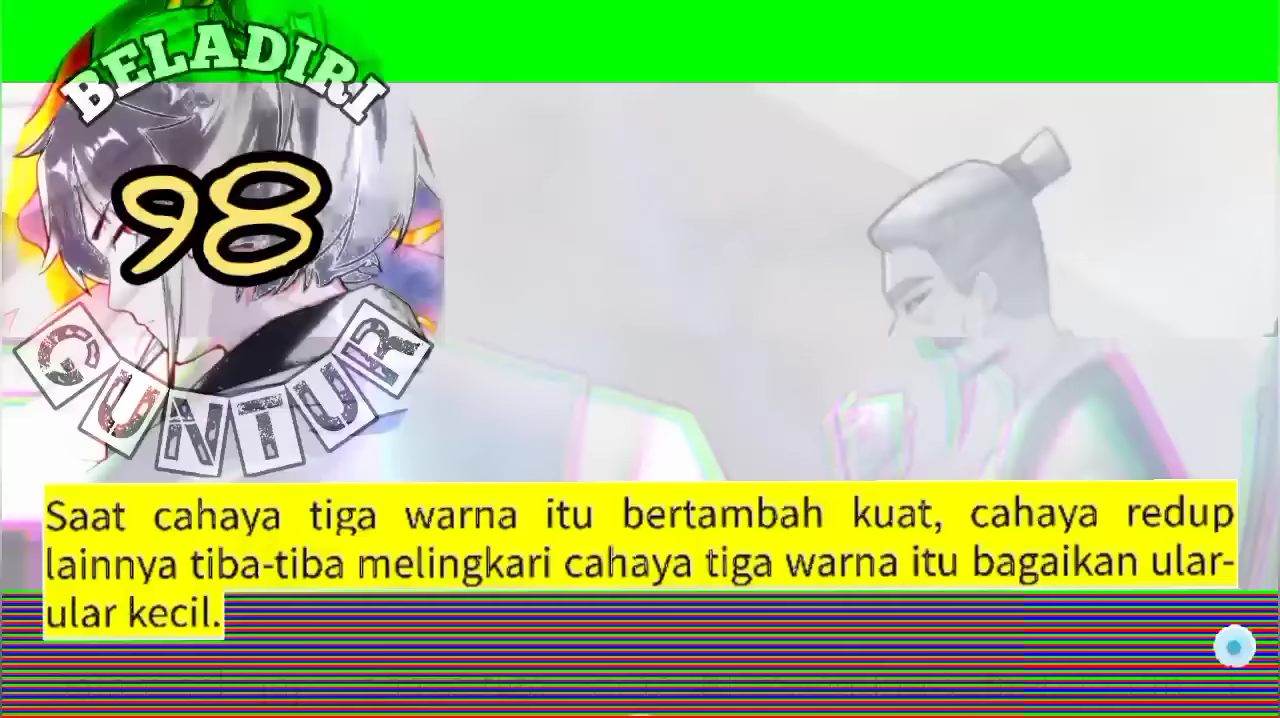 BELADIRI
98
GUNTUR
Saat cahaya tiga warna itu bertambah kuat, cahaya redup
lainnya tiba-tiba melingkari cahaya tiga warna itu bagaikan ular-
ular kecil.